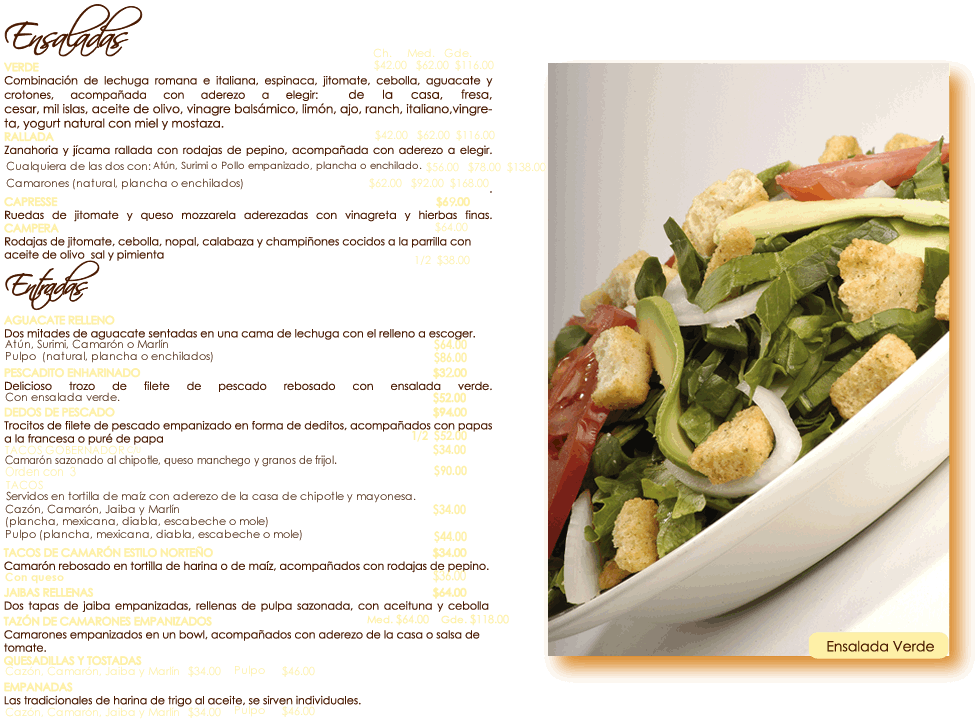 Ensaladas
Ch. Med. Gde.
VERDE $42.00 $62.00 $116.00
Combinación de lechuga romana e italiana, espinaca, jitomate, cebolla, aguacate y
crotones, acompañada con aderezo a elegir: de la casa, fresa,
cesar, mil islas, aceite de olivo, vinagre balsámico, limón, ajo, ranch, italiano,vingre-
ta, yogurt natural con miel y mostaza.
RALLADA $42.00 $62.00 $116.00
Zanahoria y jícama rallada con rodajas de pepino, acompañada con aderezo a elegir.
Cualquiera de las dos con: Atún, Surimi o Pollo empanizado, plancha o enchilado. $56.00 $78.00 $138.00
Camarones (natural, plancha o enchilados) $62.00 $92.00 $168.00 .
CAPRESSE $69.00
Ruedas de jitomate y queso mozzarela aderezadas con vinagreta y hierbas finas.
CAMPERA $64.00
Rodajas de jitomate, cebolla, nopal, calabaza y champiñones cocidos a la parrilla con
aceite de olivo sal y pimienta
1/2 $38.00
Entradas
AGUACATE RELLENO
Dos mitades de aguacate sentadas en una cama de lechuga con el relleno a escoger.
Atún, Surimi, Camarón o Marlín $64.00
Pulpo (natural, plancha o enchilados) $86.00
PESCADITO ENHARINADO $32.00
Delicioso trozo de filete de pescado rebosado con ensalada verde.
Con ensalada verde. $52.00
DEDOS DE PESCADO $94.00
Trocitos de filete de pescado empanizado en forma de deditos, acompañados con papas
a la francesa o puré de papa 1/2 $52.00
TACOS GOBERNADOR $34.00
Camarón sazonado al chipotle, queso manchego y granos de frijol.
Orden con 3 $90.00
TACOS
Servidos en tortilla de maíz con aderezo de la casa de chipotle y mayonesa.
Cazón, Camarón, Jaiba y Marlín $34.00
(plancha, mexicana, diabla, escabeche o mole)
Pulpo (plancha, mexicana, diabla, escabeche o mole) $44.00
TACOS DE CAMARÓN ESTILO NORTEÑO $34.00
Camarón rebosado en tortilla de harina o de maíz, acompañados con rodajas de pepino.
Con queso $36.00
JAIBAS RELLENAS $64.00
Dos tapas de jaiba empanizadas, rellenas de pulpa sazonada, con aceituna y cebolla
TAZÓN DE CAMARONES EMPANIZADOS Med. $64.00 Gde. $118.00
Camarones empanizados en un bowl, acompañados con aderezo de la casa o salsa de
tomate.
QUESADILLAS Y TOSTADAS
Cazón, Camarón, Jaiba y Marlín $34.00 Pulpo $46.00
EMPANADAS
Las tradicionales de harina de trigo al aceite, se sirven individuales.
Cazón, Camarón, Jaiba y Marlín $34.00 Pulpo $46.00
Ensalada Verde